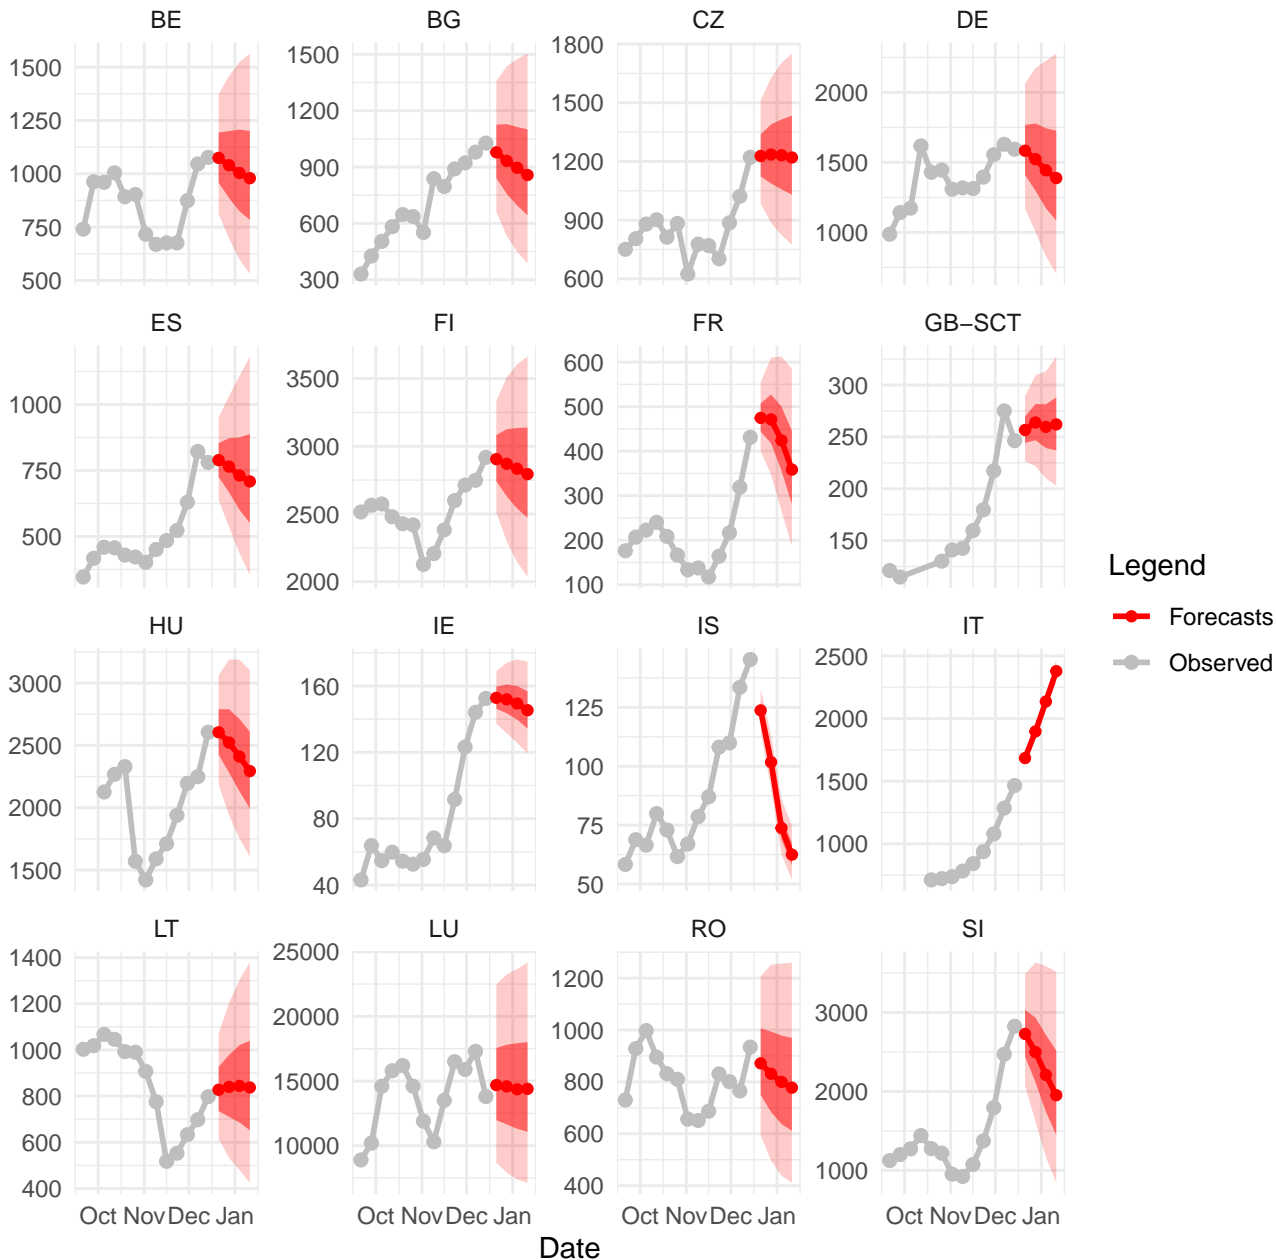 BE BG CZ DE
1500 1500 1800 2000
1250 1200 1500 1500
1000 900 1200 1000
750 600 900
500 300 600
ES FI FR GB−SCT
1000 3500 600 300
750 3000 500 250
500 2500 400 200
2000 300 150
200
100
HU IE IS IT
3000 160 125 2500
2500 120 100 2000
2000 80 75 1500
1500 40 50 1000
LT LU RO SI
1400 25000 1200 3000
1200 20000 1000 2000
1000 15000 800 1000
800 10000 600
600 400
400
Oct Nov Dec Jan Oct Nov Dec Jan Oct Nov Dec Jan Oct Nov Dec Jan
Date
Legend
Forecasts
Observed